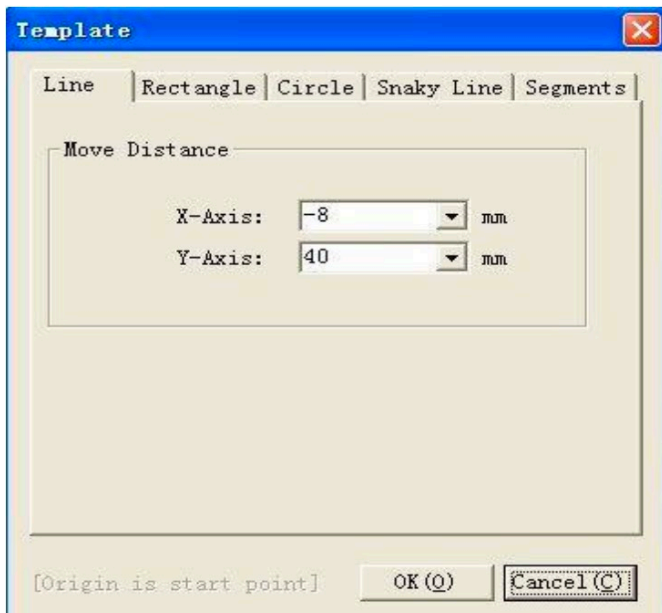 Template
Line Rectangle Circle Snaky Line Segments
Move Distance
X-Axis: -8 mm
Y-Axis: 40 mm
[Origin is start point] OK(O) Cancel(C)